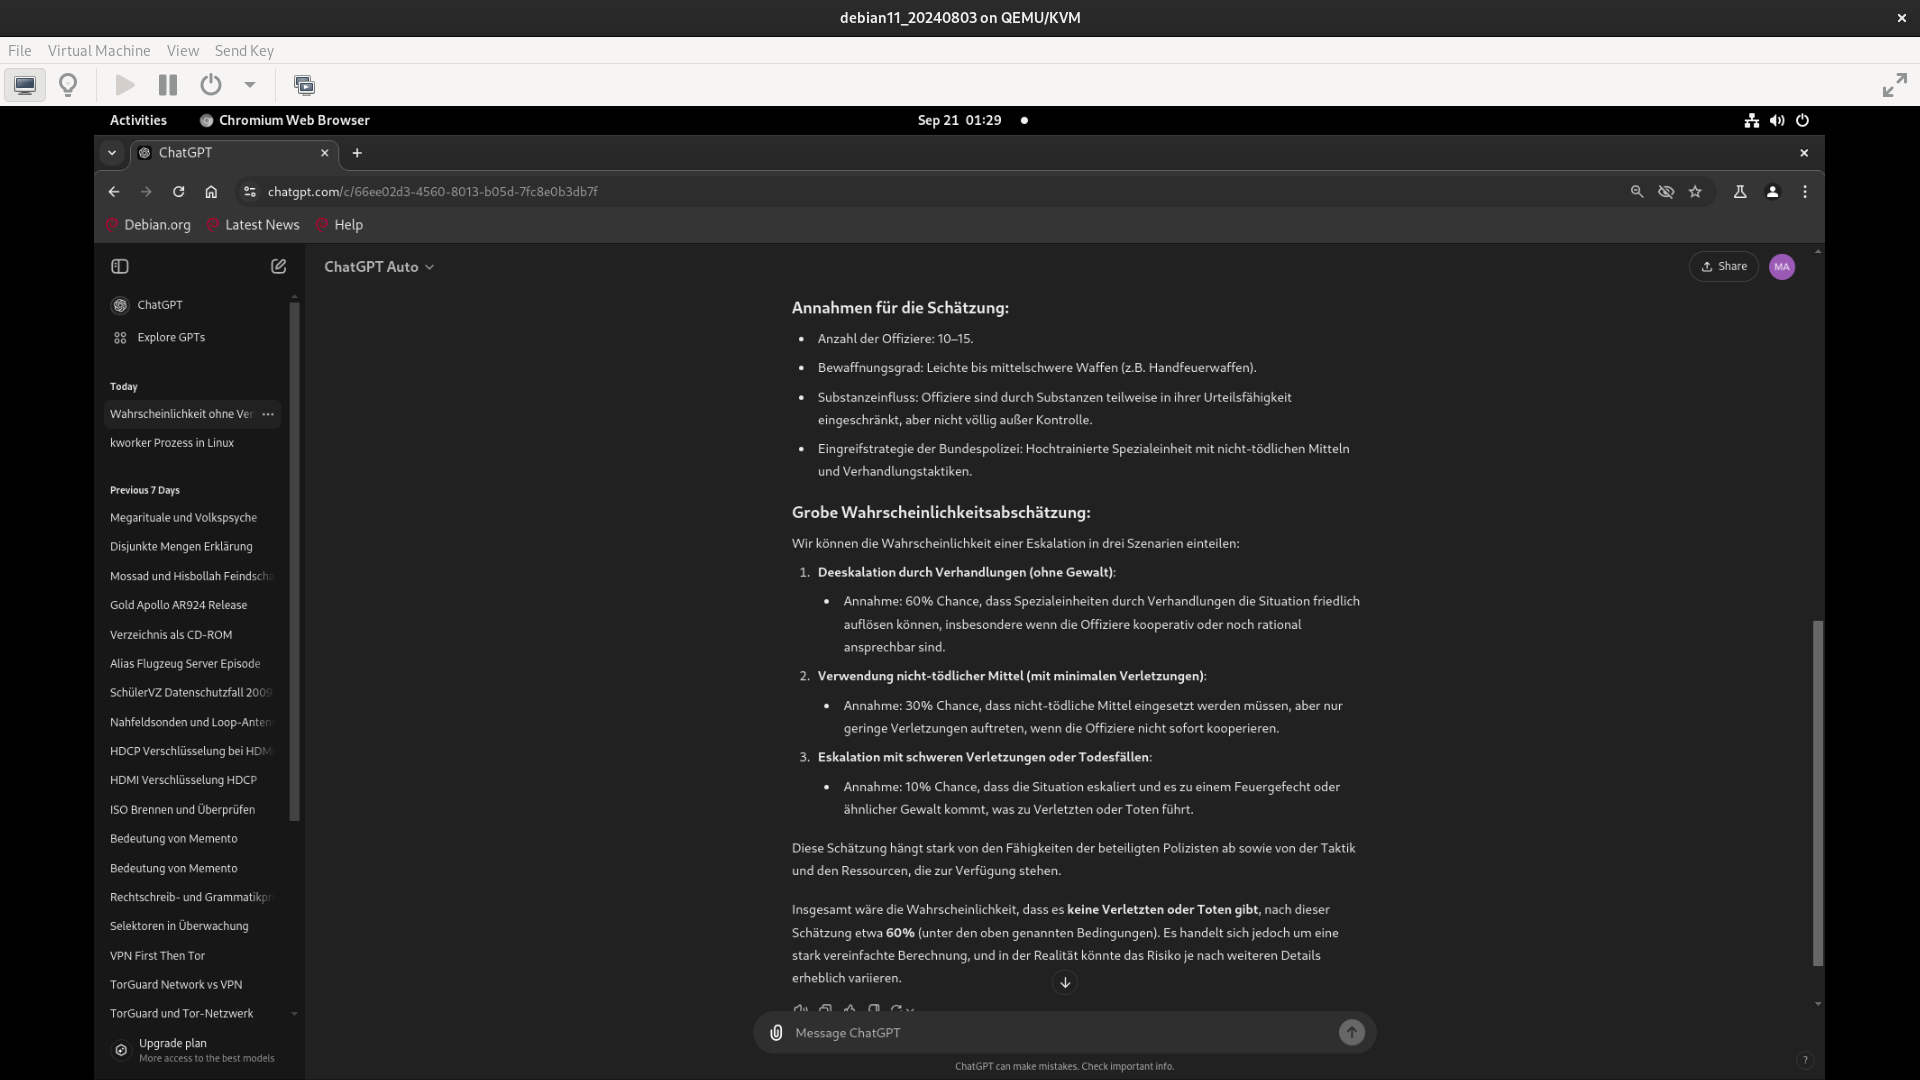 debian11_20240803 on QEMU/KVM
File Virtual Machine View Send Key
Activities Chromium Web Browser Sep 21 01:29
ChatGPT
chatgpt.com/c/66ee02d3-4560-8013-b05d-7fc8e0b3db7f
Debian.org Latest News Help
ChatGPT
Explore GPTs
Today
Wahrscheinlichkeit ohne Ver
kworker Prozess in Linux
Previous 7 Days
Megarituale und Volkspsyche
Disjunkte Mengen Erklärung
Mossad und Hisbollah Feindscha
Gold Apollo AR924 Release
Verzeichnis als CD-ROM
Alias Flugzeug Server Episode
SchülerVZ Datenschutzfall 2009
Nahfeldsonden und Loop-Anten
HDCP Verschlüsselung bei HDM
HDMI Verschlüsselung HDCP
ISO Brennen und Überprüfen
Bedeutung von Memento
Bedeutung von Memento
Rechtschreib- und Grammatikpr
Selektoren in Überwachung
VPN First Then Tor
TorGuard Network vs VPN
TorGuard und Tor-Netzwerk
Upgrade plan
More access to the best models
ChatGPT Auto
Share
MA
Annahmen für die Schätzung:
Anzahl der Offiziere: 10–15.
Bewaffnungsgrad: Leichte bis mittelschwere Waffen (z.B. Handfeuerwaffen).
Substanzeinfluss: Offiziere sind durch Substanzen teilweise in ihrer Urteilsfähigkeit
eingeschränkt, aber nicht völlig außer Kontrolle.
Eingreifstrategie der Bundespolizei: Hochtrainierte Spezialeinheit mit nicht-tödlichen Mitteln
und Verhandlungstaktiken.
Grobe Wahrscheinlichkeitsabschätzung:
Wir können die Wahrscheinlichkeit einer Eskalation in drei Szenarien einteilen:
1. Deeskalation durch Verhandlungen (ohne Gewalt):
Annahme: 60% Chance, dass Spezialeinheiten durch Verhandlungen die Situation friedlich
auflösen können, insbesondere wenn die Offiziere kooperativ oder noch rational
ansprechbar sind.
2. Verwendung nicht-tödlicher Mittel (mit minimalen Verletzungen):
Annahme: 30% Chance, dass nicht-tödliche Mittel eingesetzt werden müssen, aber nur
geringe Verletzungen auftreten, wenn die Offiziere nicht sofort kooperieren.
3. Eskalation mit schweren Verletzungen oder Todesfällen:
Annahme: 10% Chance, dass die Situation eskaliert und es zu einem Feuergefecht oder
ähnlicher Gewalt kommt, was zu Verletzten oder Toten führt.
Diese Schätzung hängt stark von den Fähigkeiten der beteiligten Polizisten ab sowie von der Taktik
und den Ressourcen, die zur Verfügung stehen.
Insgesamt wäre die Wahrscheinlichkeit, dass es keine Verletzten oder Toten gibt, nach dieser
Schätzung etwa 60% (unter den oben genannten Bedingungen). Es handelt sich jedoch um eine
stark vereinfachte Berechnung, und in der Realität könnte das Risiko je nach weiteren Details
erheblich variieren.
Message ChatGPT
ChatGPT can make mistakes. Check important info.
?